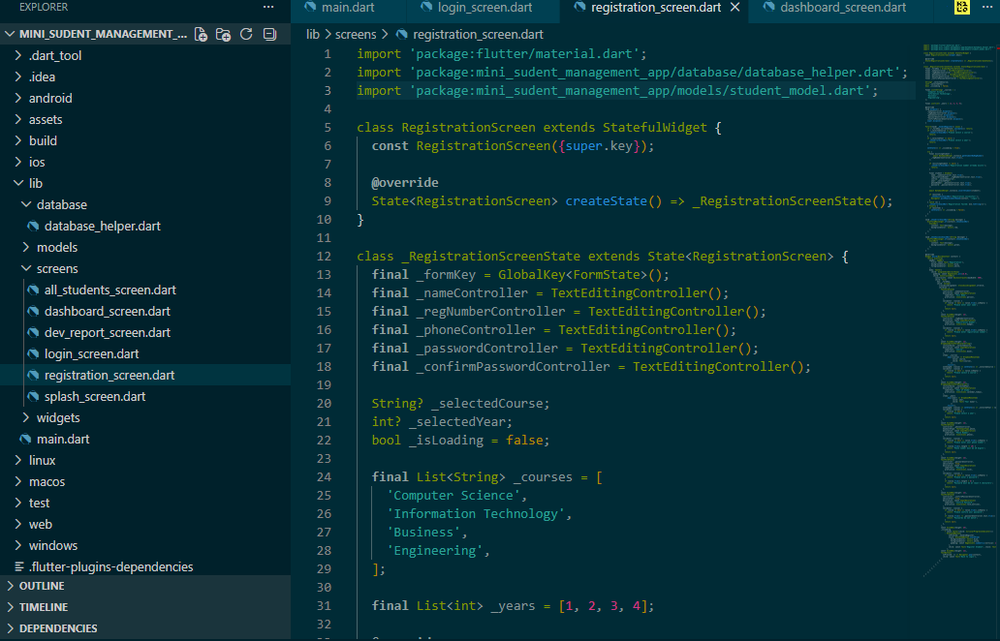 EXPLORER
MINI_SUDENT_MANAGEMENT_...
.dart_tool
.idea
android
assets
build
ios
lib
database
database_helper.dart
models
screens
all_students_screen.dart
dashboard_screen.dart
dev_report_screen.dart
login_screen.dart
registration_screen.dart
splash_screen.dart
widgets
main.dart
linux
macos
test
web
windows
.flutter-plugins-dependencies
OUTLINE
TIMELINE
DEPENDENCIES
main.dart
login_screen.dart
registration_screen.dart
dashboard_screen.dart
lib > screens > registration_screen.dart
1 import 'package:flutter/material.dart';
2 import 'package:mini_sudent_management_app/database/database_helper.dart';
3 import 'package:mini_sudent_management_app/models/student_model.dart';
4
5 class RegistrationScreen extends StatefulWidget {
6   const RegistrationScreen({super.key});
7
8   @override
9   State<RegistrationScreen> createState() => _RegistrationScreenState();
10 }
11
12 class _RegistrationScreenState extends State<RegistrationScreen> {
13   final _formKey = GlobalKey<FormState>();
14   final _nameController = TextEditingController();
15   final _regNumberController = TextEditingController();
16   final _phoneController = TextEditingController();
17   final _passwordController = TextEditingController();
18   final _confirmPasswordController = TextEditingController();
19
20   String? _selectedCourse;
21   int? _selectedYear;
22   bool _isLoading = false;
23
24   final List<String> _courses = [
25     'Computer Science',
26     'Information Technology',
27     'Business',
28     'Engineering',
29   ];
30
31   final List<int> _years = [1, 2, 3, 4];
32